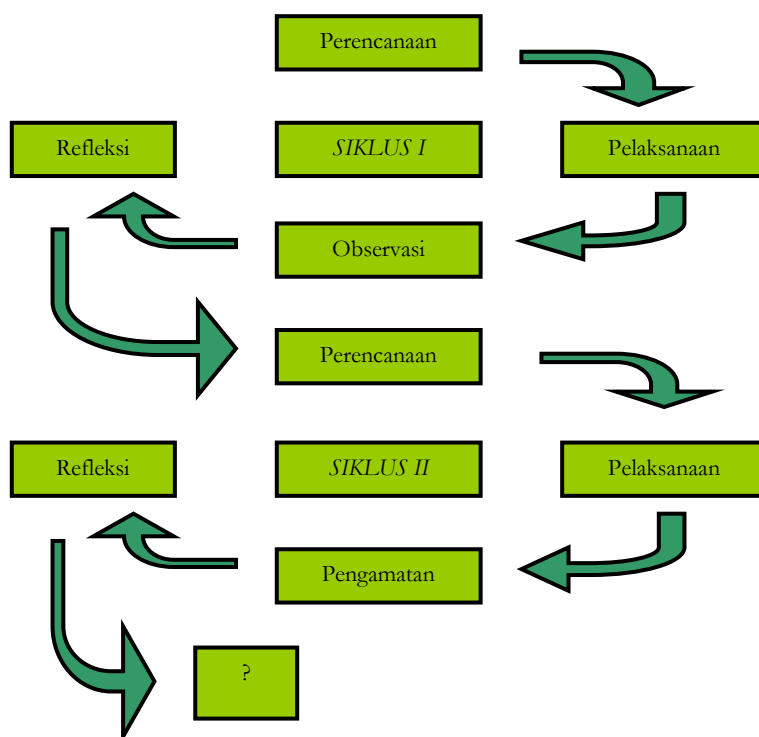 Perencanaan
Refleksi
SIKLUS I
Pelaksanaan
Observasi
Perencanaan
Refleksi
SIKLUS II
Pelaksanaan
Pengamatan
?